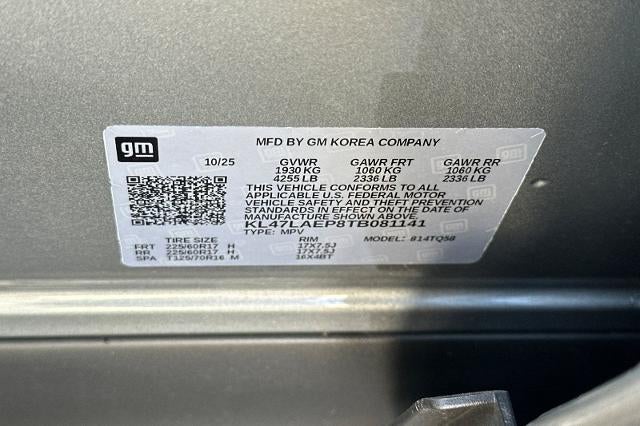 gm
MFD BY GM KOREA COMPANY
10/25 GVWR GAWR FRT GAWR RR
1930 KG 1060 KG 1060 KG
4255 LB 2336 LB 2336 LB
THIS VEHICLE CONFORMS TO ALL
APPLICABLE U.S. FEDERAL MOTOR
VEHICLE SAFETY AND THEFT PREVENTION
STANDARDS IN EFFECT ON THE DATE OF
MANUFACTURE SHOWN ABOVE
KL47LAEP8TB081141
TYPE: MPV MODEL: 814TQ58
TIRE SIZE RIM
FRT 225/60R17 H 17X7.5J
RR 225/60R17 H 17X7.5J
SPA T125/70R16 M 16X4BT